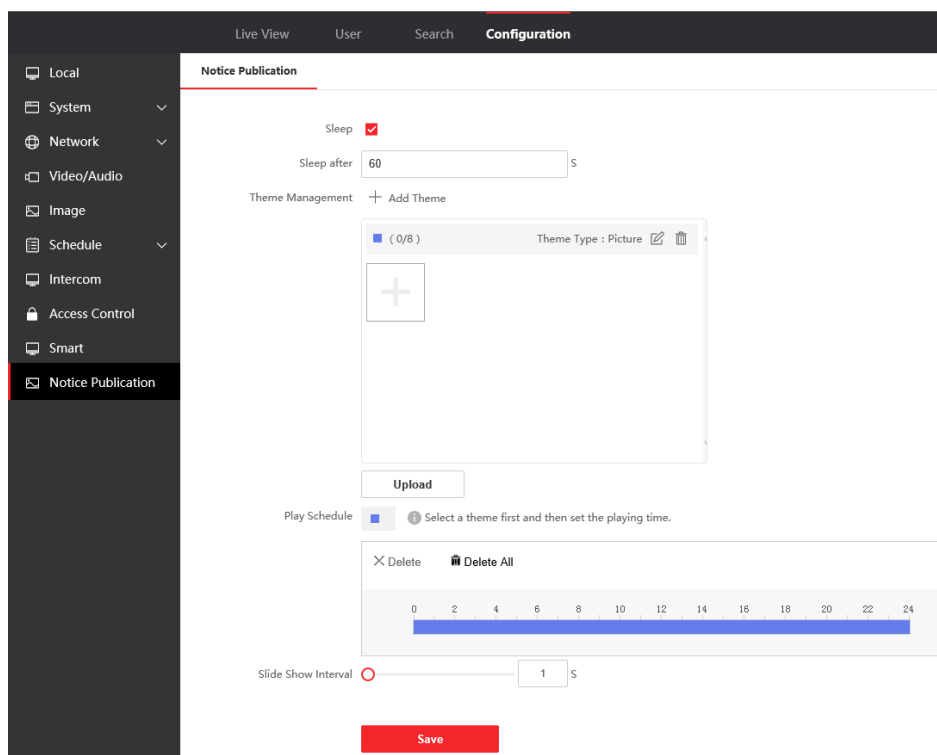 Live View User Search Configuration
Local
System
Network
Video/Audio
Image
Schedule
Intercom
Access Control
Smart
Notice Publication
Notice Publication
Sleep
Sleep after 60 S
Theme Management Add Theme
( 0/8 ) Theme Type : Picture
Upload
Play Schedule Select a theme first and then set the playing time.
Delete Delete All
0 2 4 6 8 10 12 14 16 18 20 22 24
Slide Show Interval 1 S
Save